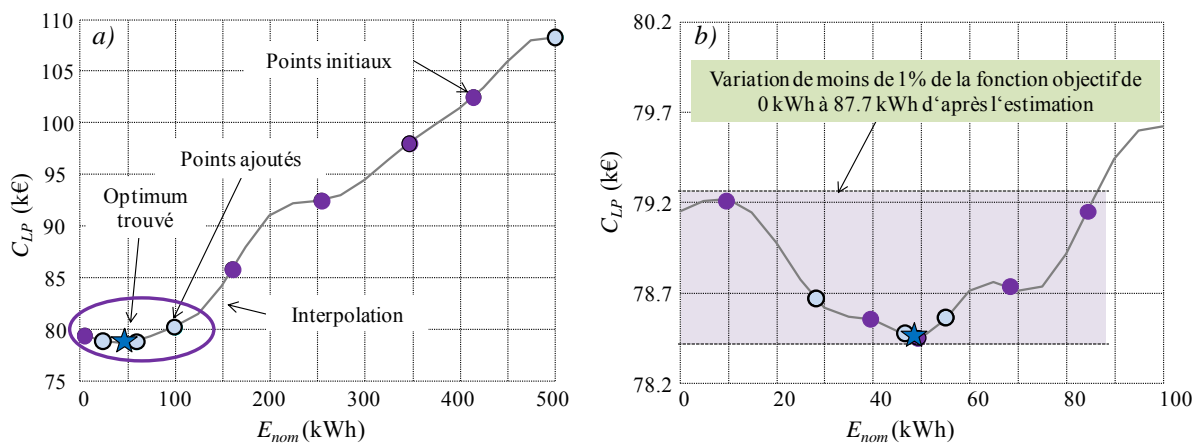 a)
110
105
100
95
90
85
80
75
C_LP (k€)
Points initiaux
Points ajoutés
Optimum
trouvé
Interpolation
0
100
200
300
400
500
E_nom (kWh)
b)
80.2
79.7
79.2
78.7
78.2
C_LP (k€)
Variation de moins de 1% de la fonction objectif de
0 kWh à 87.7 kWh d‘après l‘estimation
0
20
40
60
80
100
E_nom (kWh)